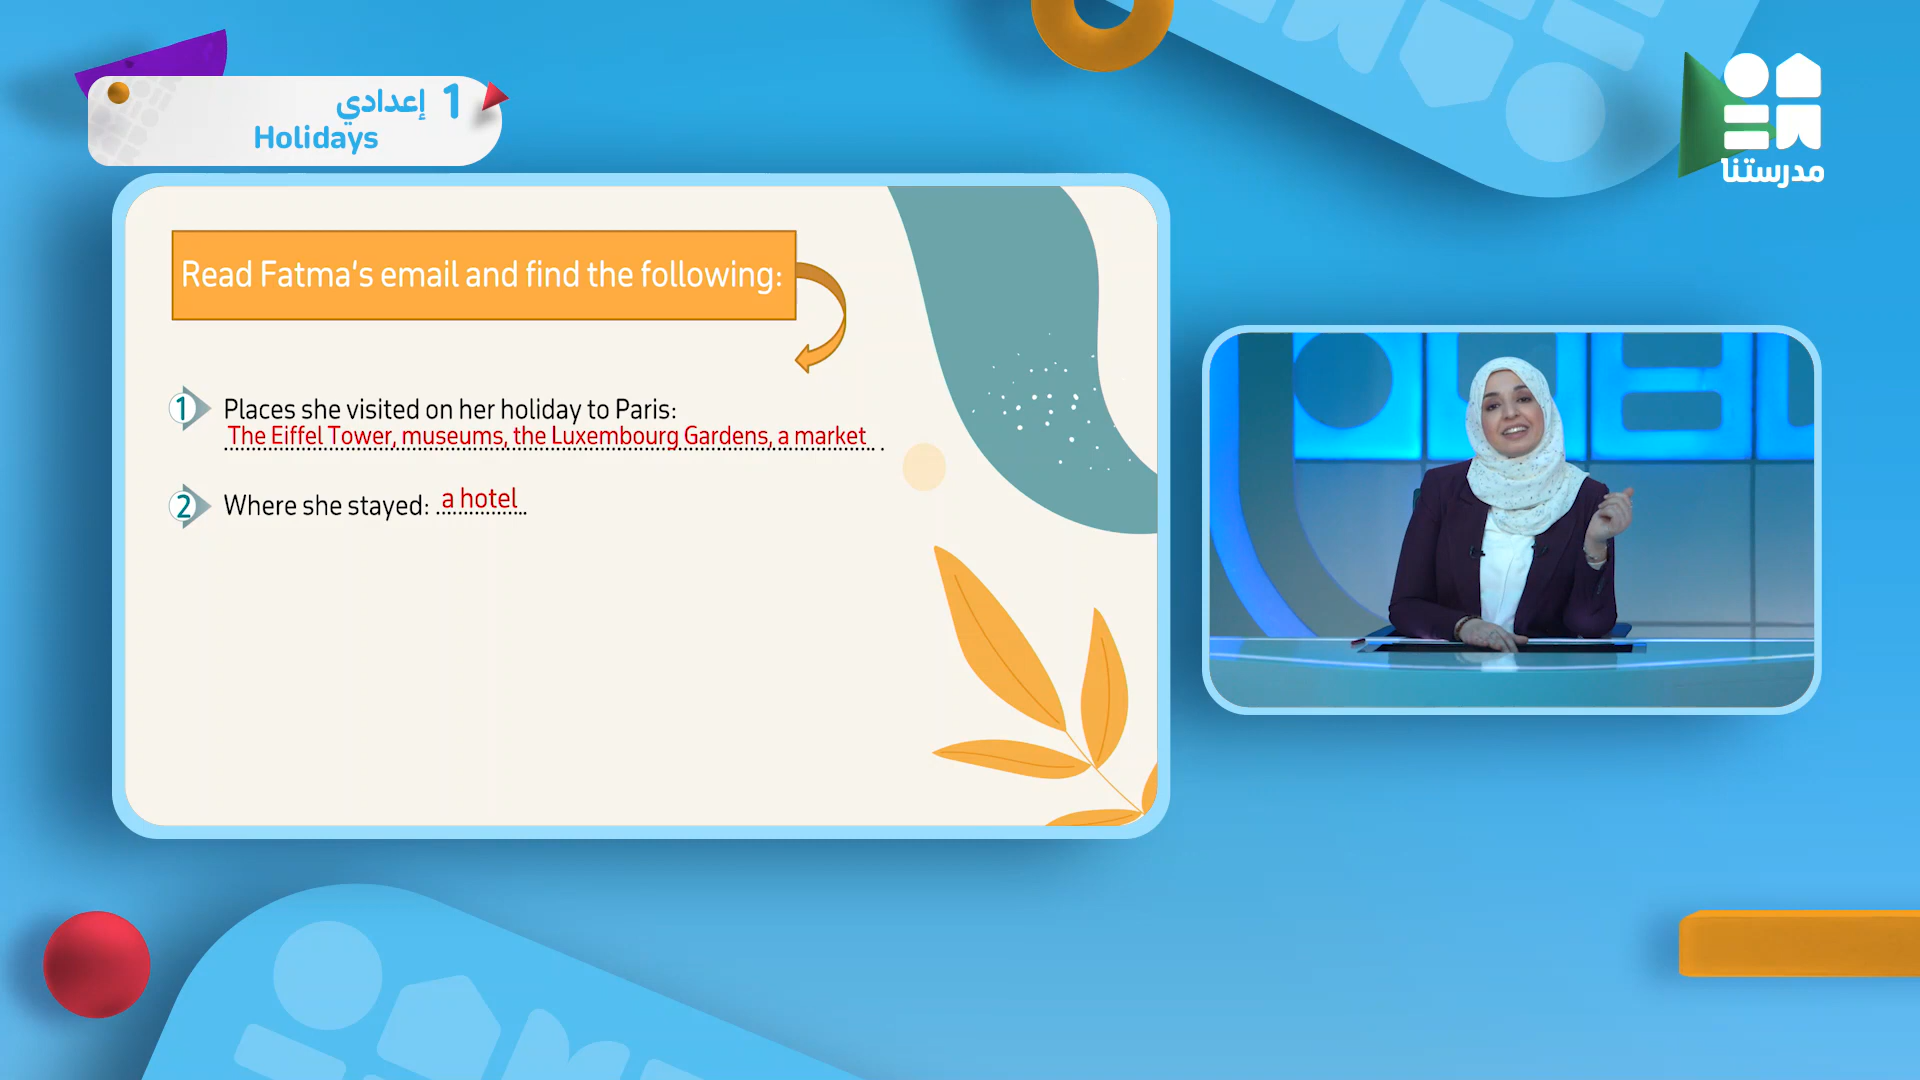 1 إعدادي
Holidays
مدرستنا
Read Fatma's email and find the following:
1 Places she visited on her holiday to Paris:
The Eiffel Tower, museums, the Luxembourg Gardens, a market .
2 Where she stayed: a hotel